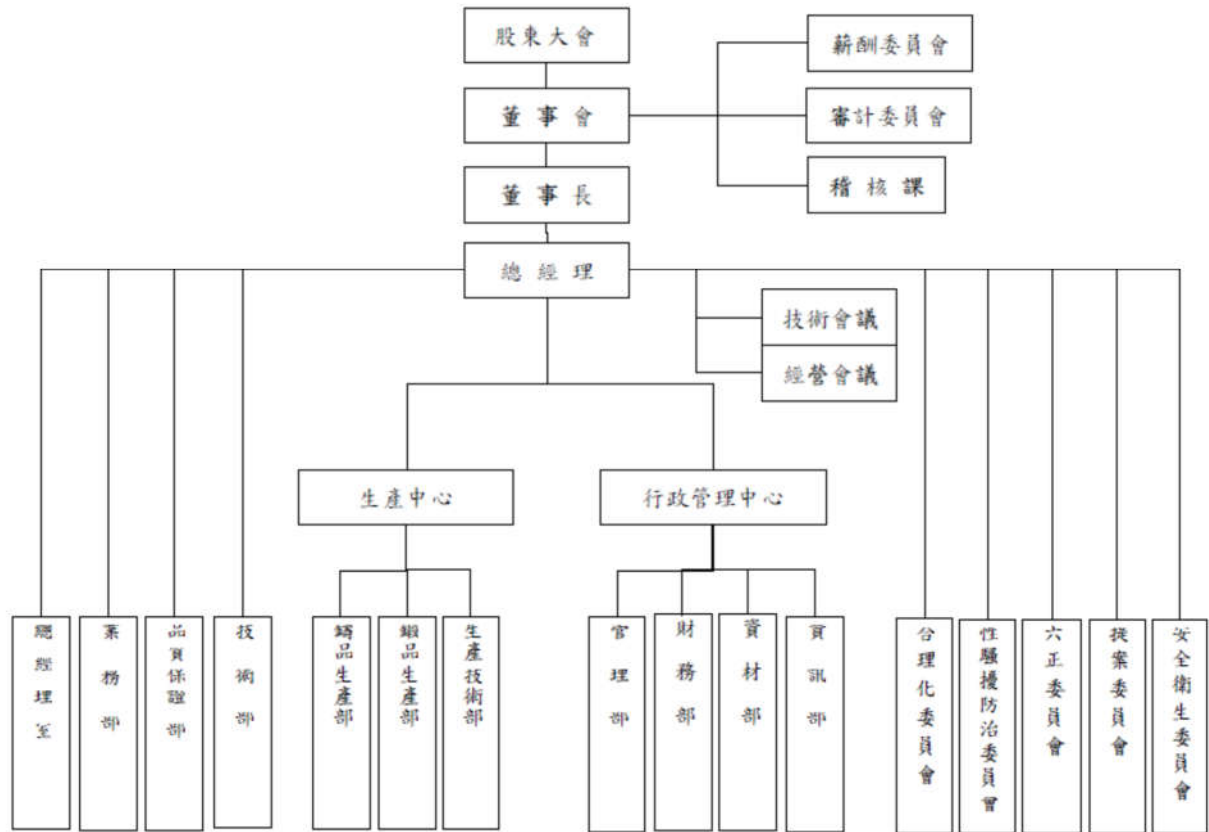 股東大會
薪酬委員會
董事會
審計委員會
董事長
稽核課
總經理
技術會議
經營會議
生產中心
行政管理中心
總經理室
業務部
品質保證部
技術部
鑄品生產部
鍛品生產部
生產技術部
管理部
財務部
資材部
資訊部
合理化委員會
性騷擾防治委員會
六正委員會
提案委員會
安全衛生委員會